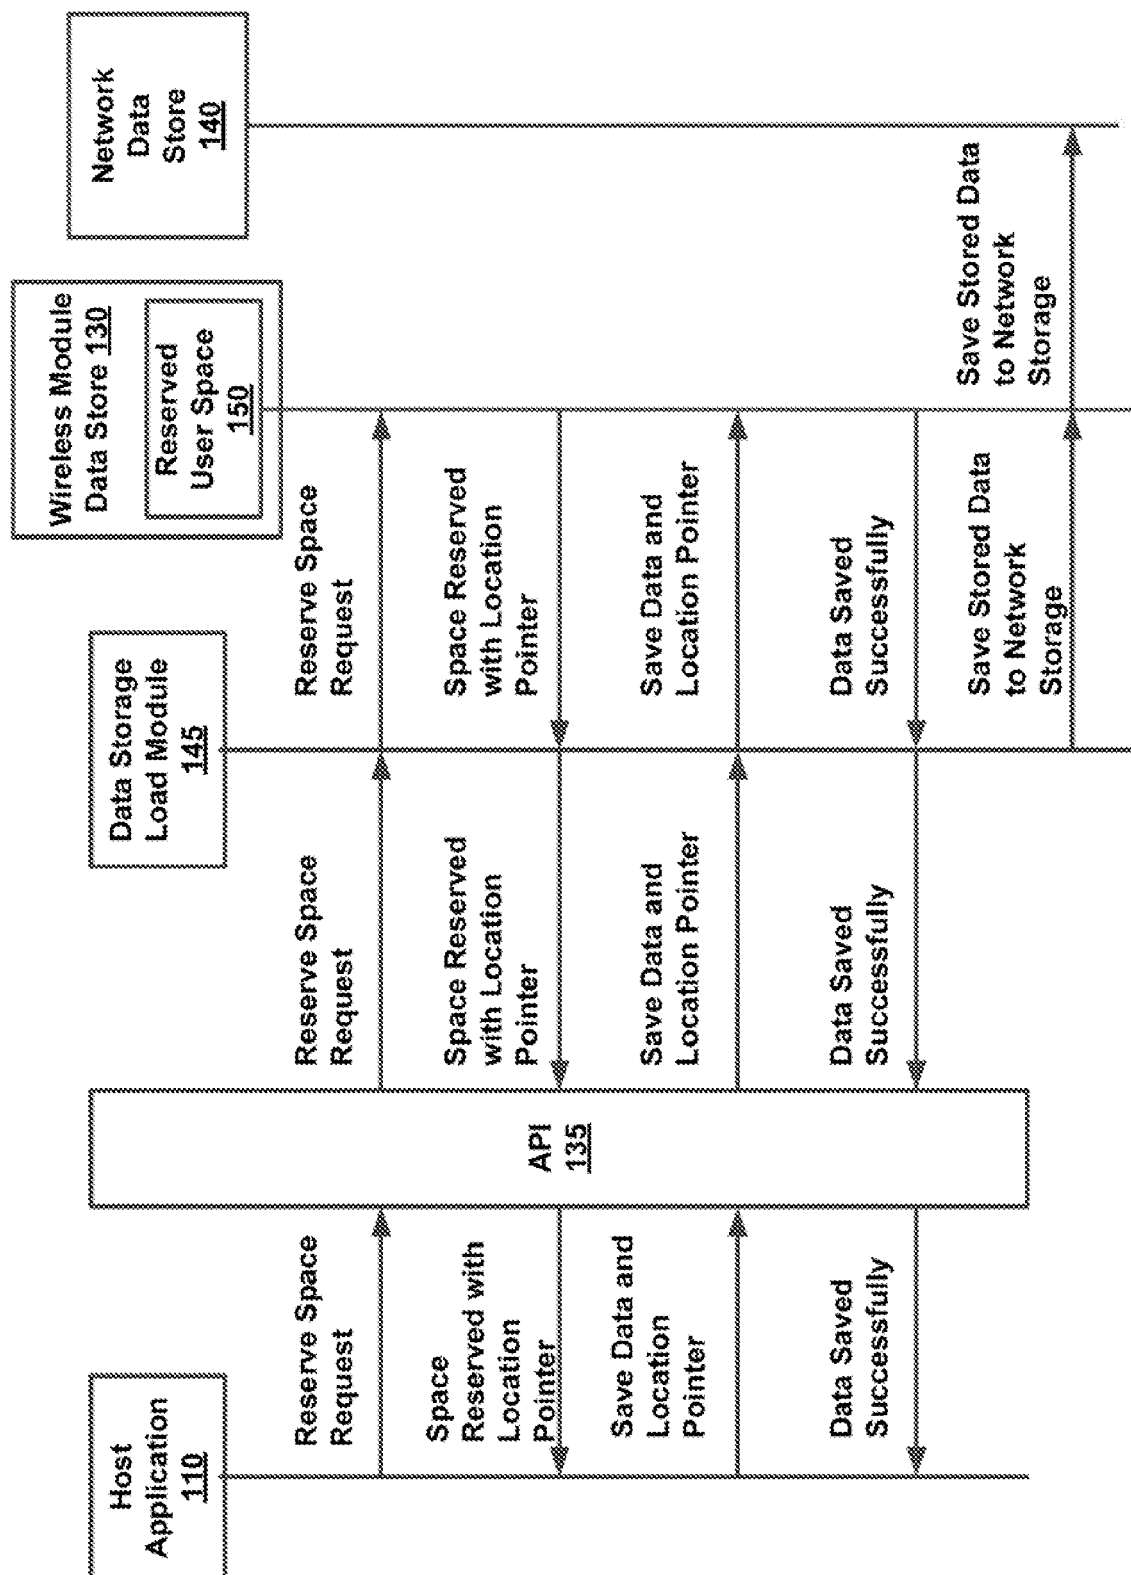 Host
Application
110
API
135
Data Storage
Load Module
145
Wireless Module
Data Store 130
Reserved
User Space
150
Network
Data
Store
140
Reserve Space
Request
Reserve Space
Request
Reserve Space
Request
Space
Reserved with
Location
Pointer
Space Reserved
with Location
Pointer
Space Reserved
with Location
Pointer
Save Data and
Location
Pointer
Save Data and
Location Pointer
Save Data and
Location Pointer
Data Saved
Successfully
Data Saved
Successfully
Data Saved
Successfully
Save Stored Data
to Network
Storage
Save Stored Data
to Network
Storage